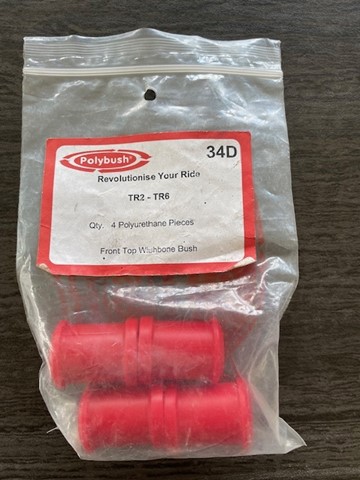 Polybush®
34D
Revolutionise Your Ride
TR2 - TR6
Qty. 4 Polyurethane Pieces
Front Top Wishbone Bush